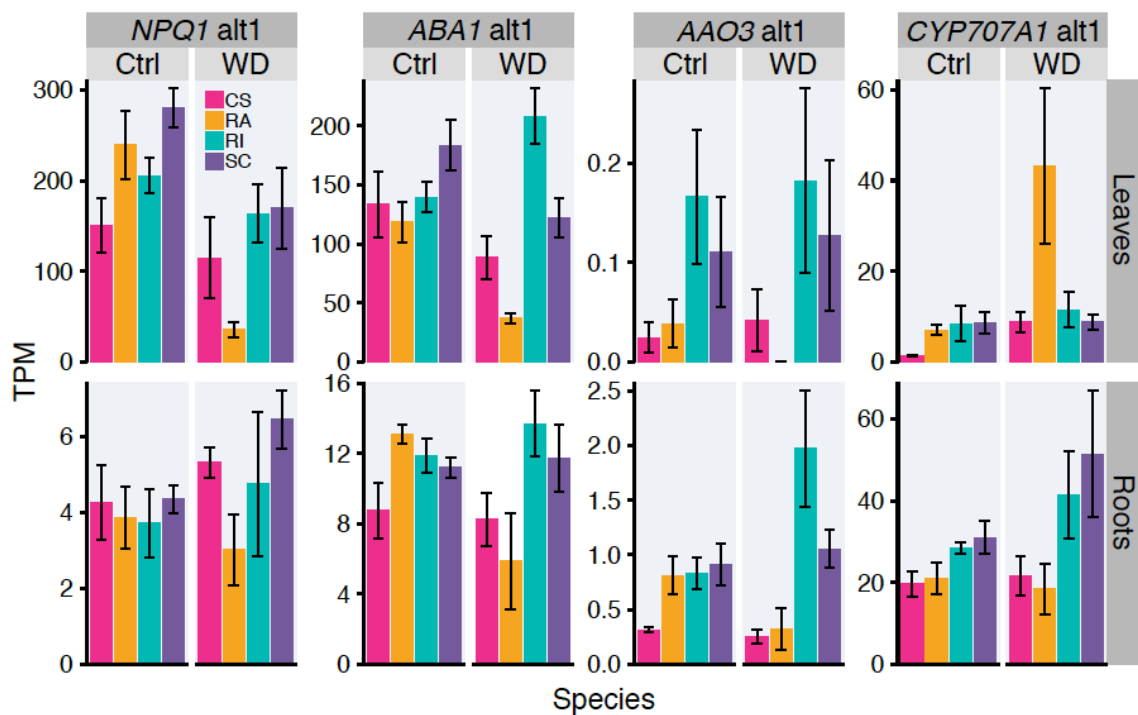 NPQ1 alt1
ABA1 alt1
AAO3 alt1
CYP707A1 alt1
Ctrl WD
Ctrl WD
Ctrl WD
Ctrl WD
300
200
100
0
CS
RA
RI
SC
200
150
100
50
0
0.2
0.1
0.0
60
40
20
0
Leaves
TPM
6
4
2
0
16
12
8
4
0
2.5
2.0
1.5
1.0
0.5
0.0
60
40
20
0
Roots
Species